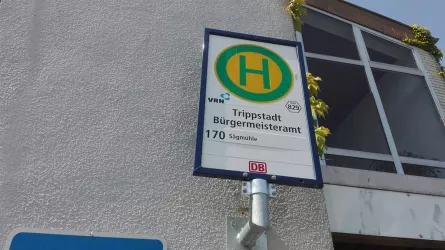 H
VRN
829
Trippstadt
Bürgermeisteramt
170 Sägmühle
DB